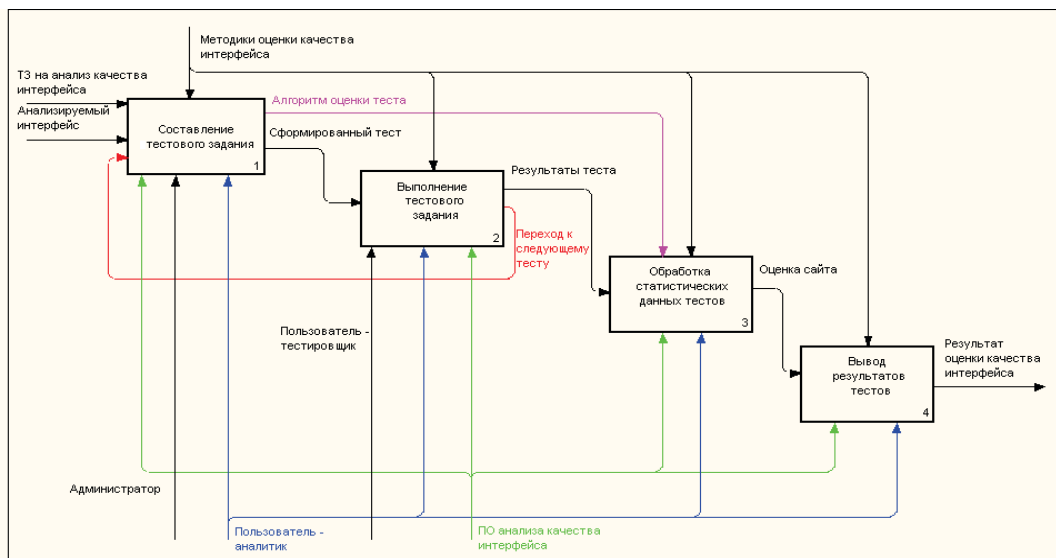 Методики оценки качества
интерфейса
ТЗ на анализ качества
интерфейса
Анализируемый
интерфейс
Алгоритм оценки теста
Составление
тестового задания
1
Сформированный тест
Выполнение
тестового
задания
2
Результаты теста
Переход к
следующему
тесту
Обработка
статистических
данных тестов
3
Оценка сайта
Пользователь -
тестировщик
Вывод
результатов
тестов
4
Результат
оценки качества
интерфейса
Администратор
Пользователь -
аналитик
ПО анализа качества
интерфейса